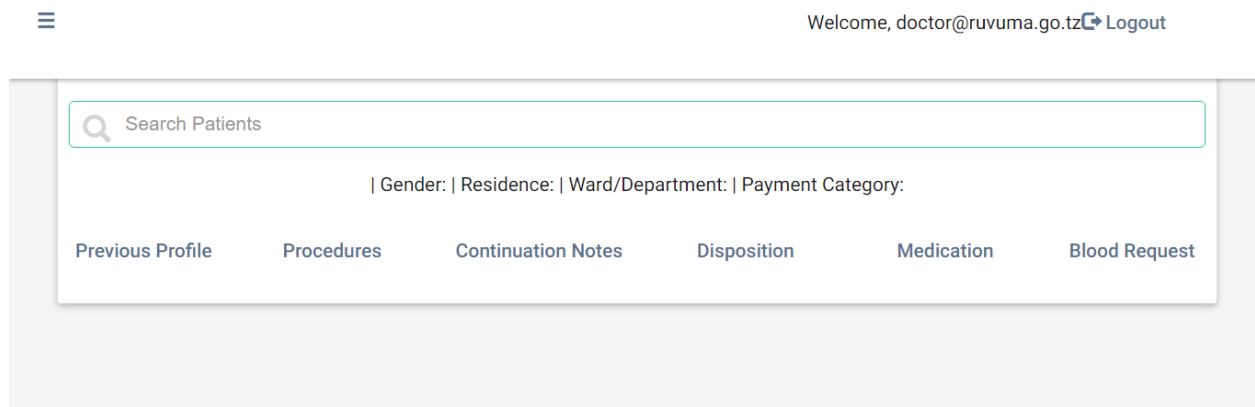 Welcome, doctor@ruvuma.go.tz Logout
Search Patients
| Gender: | Residence: | Ward/Department: | Payment Category:
Previous Profile Procedures Continuation Notes Disposition Medication Blood Request